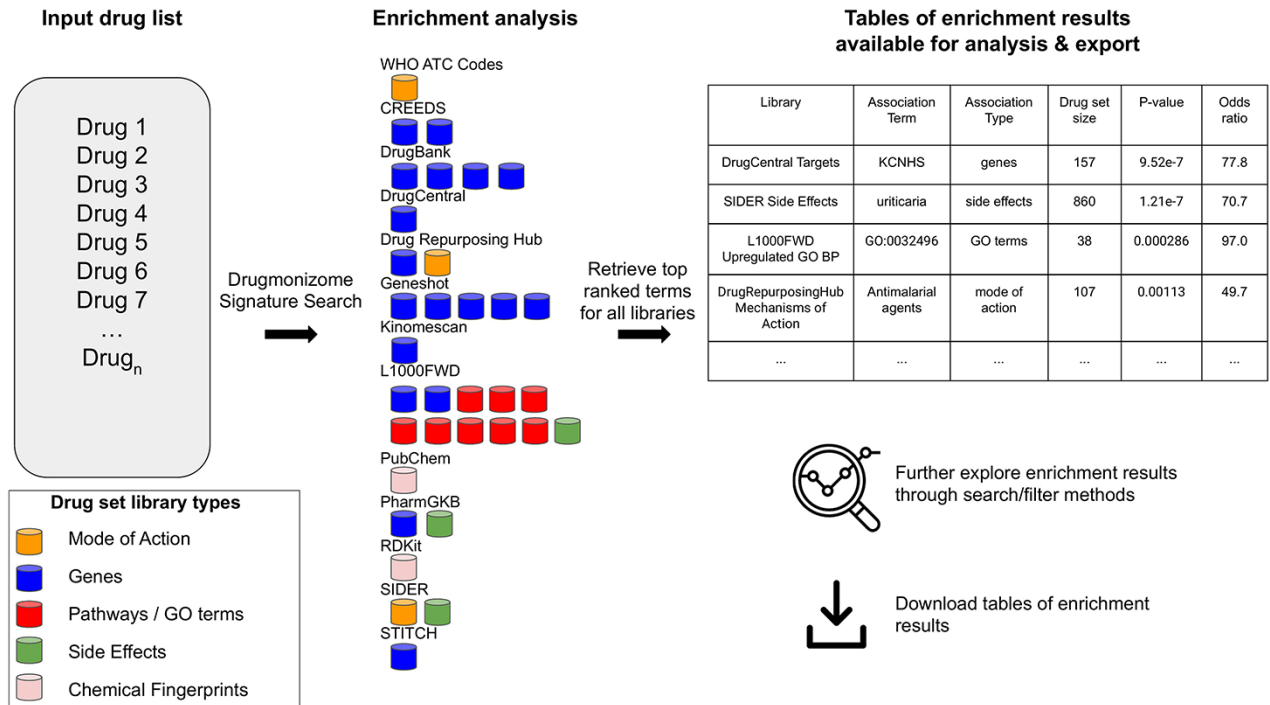 Input drug list
Drug 1
Drug 2
Drug 3
Drug 4
Drug 5
Drug 6
Drug 7
...
Drugn
Drug set library types
Mode of Action
Genes
Pathways / GO terms
Side Effects
Chemical Fingerprints
Drugmonizome
Signature Search
Enrichment analysis
WHO ATC Codes
CREEDS
DrugBank
DrugCentral
Drug Repurposing Hub
Geneshot
Kinomescan
L1000FWD
PubChem
PharmGKB
RDKit
SIDER
STITCH
Retrieve top
ranked terms
for all libraries
Tables of enrichment results
available for analysis & export
Library Association Association Drug set P-value Odds
Term Type size ratio
DrugCentral Targets KCNHS genes 157 9.52e-7 77.8
SIDER Side Effects uriticaria side effects 860 1.21e-7 70.7
L1000FWD GO:0032496 GO terms 38 0.000286 97.0
Upregulated GO BP
DrugRepurposingHub Antimalarial mode of 107 0.00113 49.7
Mechanisms of agents action
Action
... ... ... ... ... ...
Further explore enrichment results
through search/filter methods
Download tables of enrichment
results